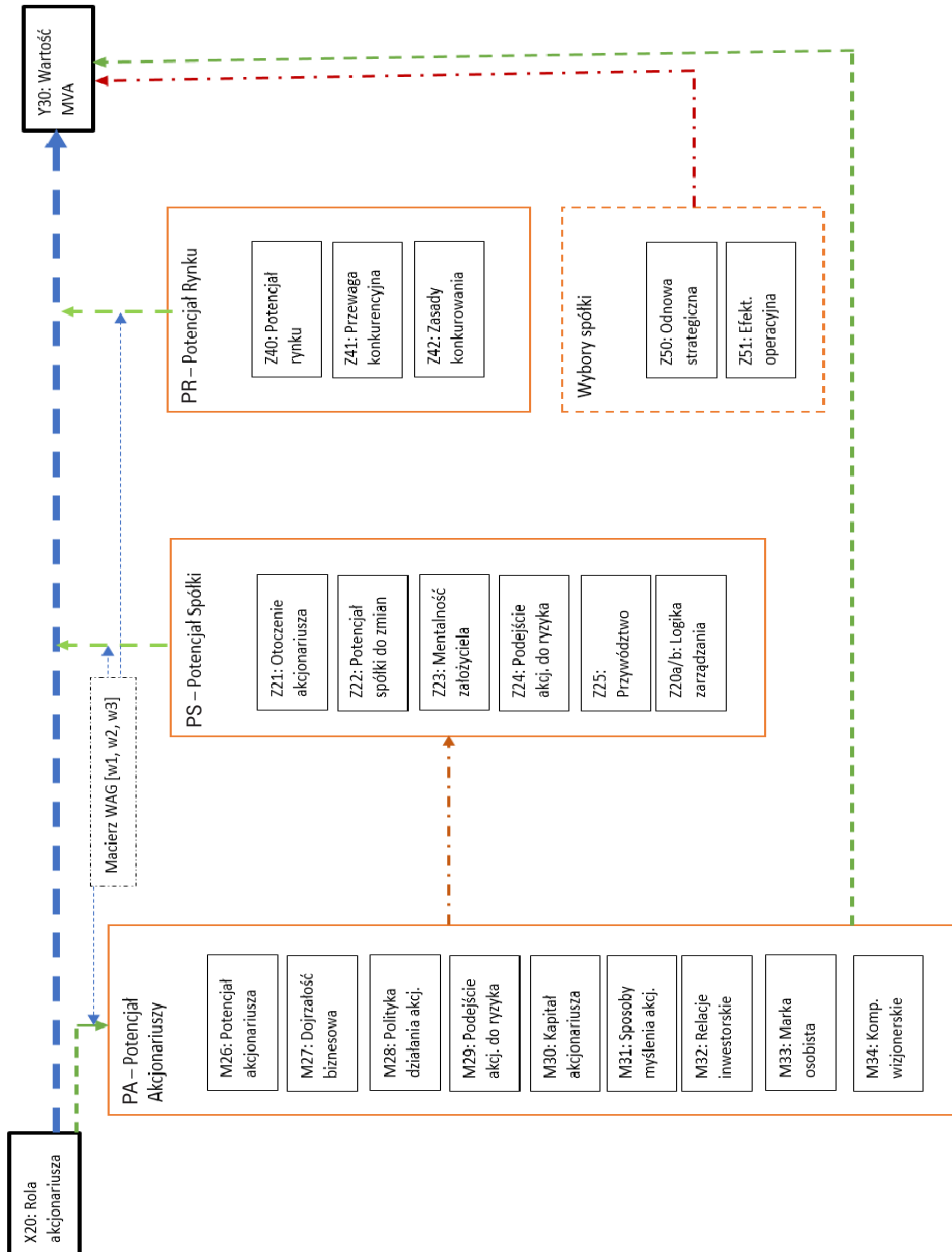 X20: Rola
akcjonariusza
Y30: Wartość
MVA
Macierz WAG [w1, w2, w3]
PA – Potencjał
Akcjonariuszy
M26: Potencjał
akcjonariusza
M27: Dojrzałość
biznesowa
M28: Polityka
działania akcj.
M29: Podejście
akcj. do ryzyka
M30: Kapitał
akcjonariusza
M31: Sposoby
myślenia akcj.
M32: Relacje
inwestorskie
M33: Marka
osobista
M34: Komp.
wizjonerskie
PS – Potencjał Spółki
Z21: Otoczenie
akcjonariusza
Z22: Potencjał
spółki do zmian
Z23: Mentalność
założyciela
Z24: Podejście
akcj. do ryzyka
Z25:
Przywództwo
Z20a/b: Logika
zarządzania
PR – Potencjał Rynku
Z40: Potencjał
rynku
Z41: Przewaga
konkurencyjna
Z42: Zasady
konkurowania
Wybory spółki
Z50: Odnowa
strategiczna
Z51: Efekt.
operacyjna